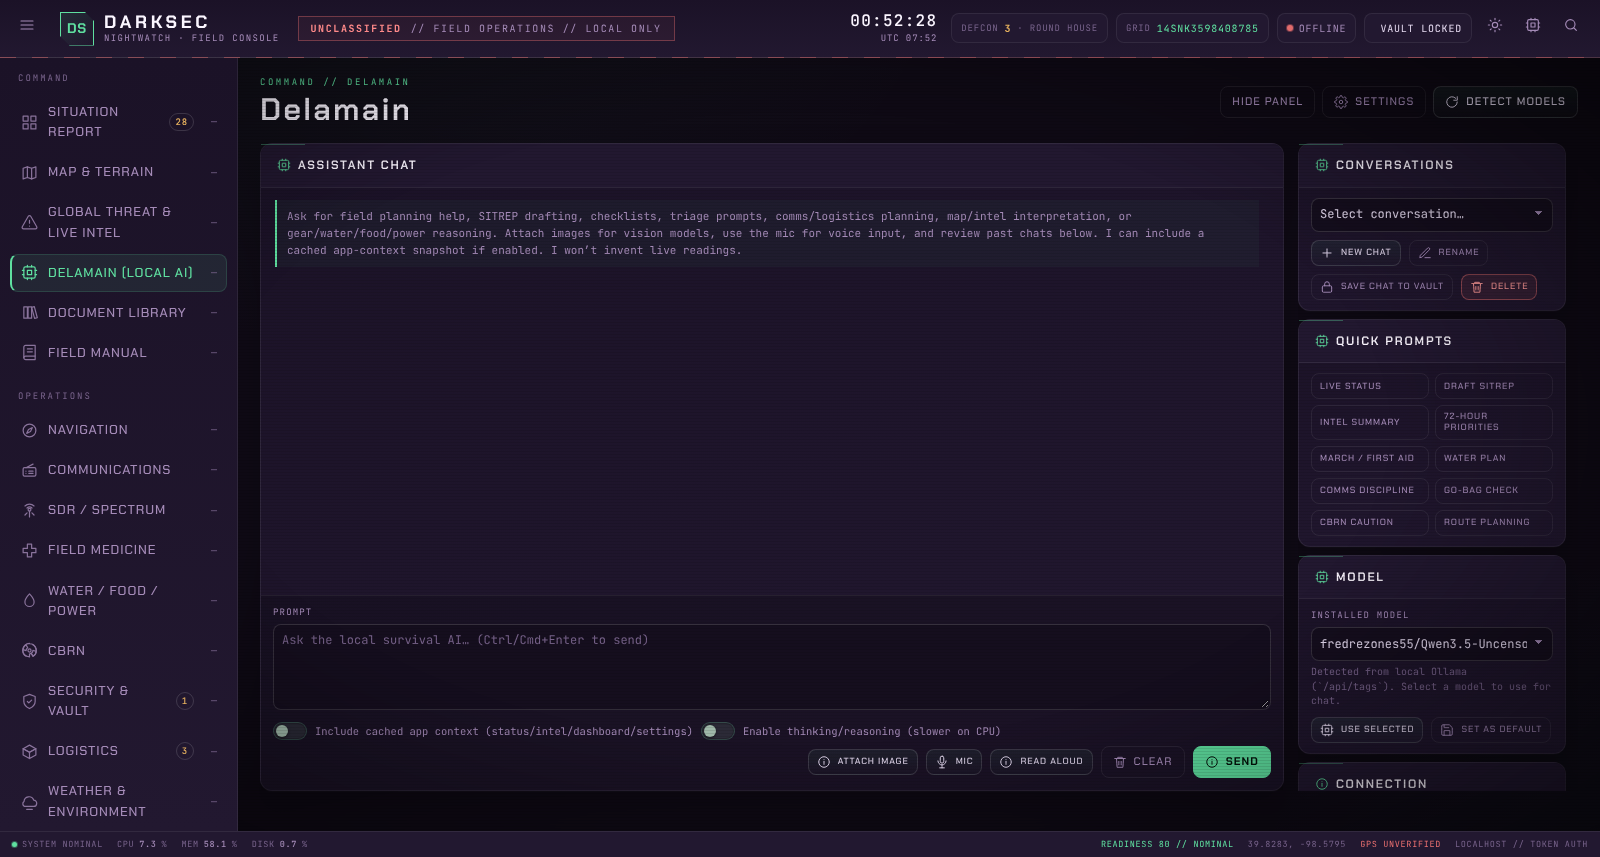 DS
DARKSEC
NIGHTWATCH · FIELD CONSOLE
UNCLASSIFIED // FIELD OPERATIONS // LOCAL ONLY
00:52:28
UTC 07:52
DEFCON 3 · ROUND HOUSE
GRID 14SNK3598408785
OFFLINE
VAULT LOCKED
COMMAND
SITUATION
REPORT
28
—
MAP & TERRAIN
—
GLOBAL THREAT &
LIVE INTEL
—
DELAMAIN (LOCAL AI)
—
DOCUMENT LIBRARY
—
FIELD MANUAL
—
OPERATIONS
NAVIGATION
—
COMMUNICATIONS
—
SDR / SPECTRUM
—
FIELD MEDICINE
—
WATER / FOOD /
POWER
—
CBRN
—
SECURITY &
VAULT
1
—
LOGISTICS
3
—
WEATHER &
ENVIRONMENT
—
COMMAND // DELAMAIN
Delamain
HIDE PANEL
SETTINGS
DETECT MODELS
ASSISTANT CHAT
Ask for field planning help, SITREP drafting, checklists, triage prompts, comms/logistics planning, map/intel interpretation, or
gear/water/food/power reasoning. Attach images for vision models, use the mic for voice input, and review past chats below. I can include a
cached app-context snapshot if enabled. I won’t invent live readings.
PROMPT
Ask the local survival AI… (Ctrl/Cmd+Enter to send)
Include cached app context (status/intel/dashboard/settings)
Enable thinking/reasoning (slower on CPU)
ATTACH IMAGE
MIC
READ ALOUD
CLEAR
SEND
CONVERSATIONS
Select conversation…
NEW CHAT
RENAME
SAVE CHAT TO VAULT
DELETE
QUICK PROMPTS
LIVE STATUS
DRAFT SITREP
INTEL SUMMARY
72-HOUR
PRIORITIES
MARCH / FIRST AID
WATER PLAN
COMMS DISCIPLINE
GO-BAG CHECK
CBRN CAUTION
ROUTE PLANNING
MODEL
INSTALLED MODEL
fredrezones55/Qwen3.5-Uncenso
Detected from local Ollama
(`/api/tags`). Select a model to use for
chat.
USE SELECTED
SET AS DEFAULT
CONNECTION
SYSTEM NOMINAL
CPU 7.3 %
MEM 58.1 %
DISK 0.7 %
READINESS 80 // NOMINAL
39.8283, -98.5795
GPS UNVERIFIED
LOCALHOST // TOKEN AUTH